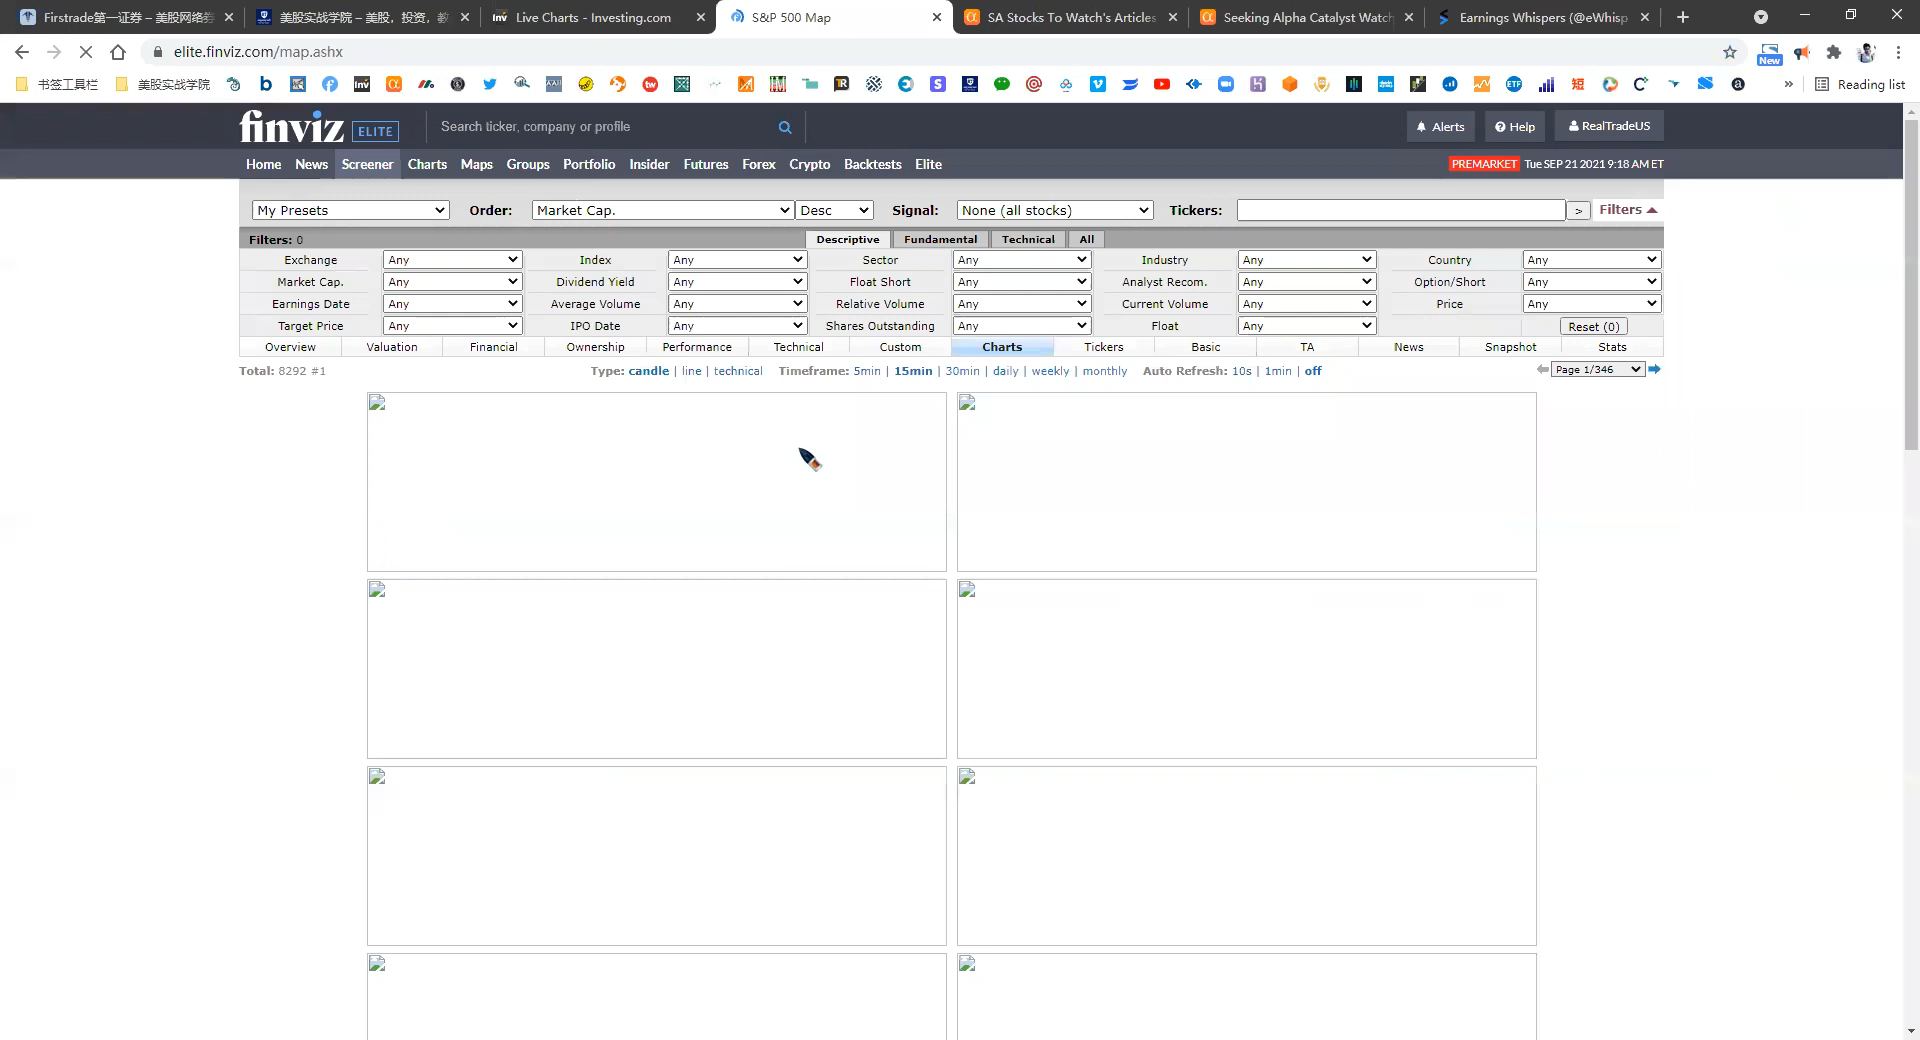 Firstrade第一证券 – 美股网络券
美股实战学院 – 美股，投资，教
Live Charts - Investing.com
S&P 500 Map
SA Stocks To Watch's Articles
Seeking Alpha Catalyst Watch
Earnings Whispers (@eWhisp
elite.finviz.com/map.ashx
New
书签工具栏
美股实战学院
Reading list
finviz ELITE
Search ticker, company or profile
Alerts
Help
RealTradeUS
Home News Screener Charts Maps Groups Portfolio Insider Futures Forex Crypto Backtests Elite
PREMARKET Tue SEP 21 2021 9:18 AM ET
My Presets Order: Market Cap. Desc Signal: None (all stocks) Tickers: > Filters
Filters: 0 Descriptive Fundamental Technical All
Exchange Any Index Any Sector Any Industry Any Country Any
Market Cap. Any Dividend Yield Any Float Short Any Analyst Recom. Any Option/Short Any
Earnings Date Any Average Volume Any Relative Volume Any Current Volume Any Price Any
Target Price Any IPO Date Any Shares Outstanding Any Float Any Reset (0)
Overview Valuation Financial Ownership Performance Technical Custom Charts Tickers Basic TA News Snapshot Stats
Total: 8292 #1 Type: candle | line | technical Timeframe: 5min | 15min | 30min | daily | weekly | monthly Auto Refresh: 10s | 1min | off Page 1/346